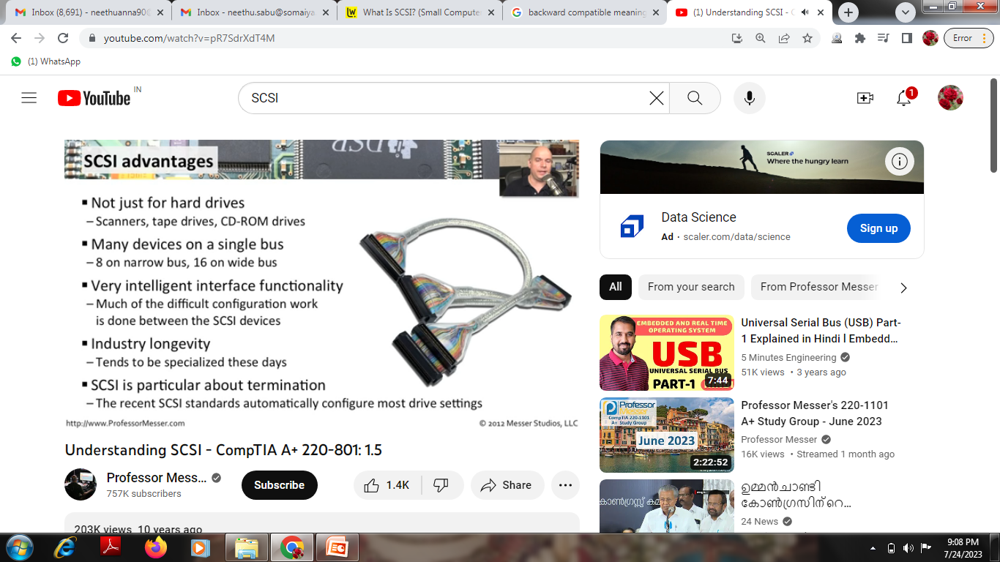 Inbox (8,691) - neethuanna90@
Inbox - neethu.sabu@somaiya
What Is SCSI? (Small Computer
backward compatible meaning
(1) Understanding SCSI - C
youtube.com/watch?v=pR7SdrXdT4M
Error
(1) WhatsApp
YouTube IN
SCSI
1
SCSI advantages
DSP
▪ Not just for hard drives
– Scanners, tape drives, CD-ROM drives
▪ Many devices on a single bus
– 8 on narrow bus, 16 on wide bus
▪ Very intelligent interface functionality
– Much of the difficult configuration work
is done between the SCSI devices
▪ Industry longevity
– Tends to be specialized these days
▪ SCSI is particular about termination
– The recent SCSI standards automatically configure most drive settings
http://www.ProfessorMesser.com
© 2012 Messer Studios, LLC
Understanding SCSI - CompTIA A+ 220-801: 1.5
Professor Mess...
757K subscribers
Subscribe
1.4K
Share
203K views 10 years ago
SCALER
Where the hungry learn
Data Science
Ad · scaler.com/data/science
Sign up
All
From your search
From Professor Messer
EMBEDDED AND REAL TIME
OPERATING SYSTEM
USB
UNIVERSAL SERIAL BUS
PART-1
7:44
Universal Serial Bus (USB) Part-
1 Explained in Hindi l Embedd...
5 Minutes Engineering
51K views • 3 years ago
Professor
Messer
CompTIA 220-1101
A+ Study Group
June 2023
2:22:52
Professor Messer's 220-1101
A+ Study Group - June 2023
Professor Messer
16K views • Streamed 1 month ago
കോൺഗ്രസ്സ് കമ
ഉമ്മൻചാണ്ടി
കോൺഗ്രസിന്റെ...
24 News
9:08 PM
7/24/2023